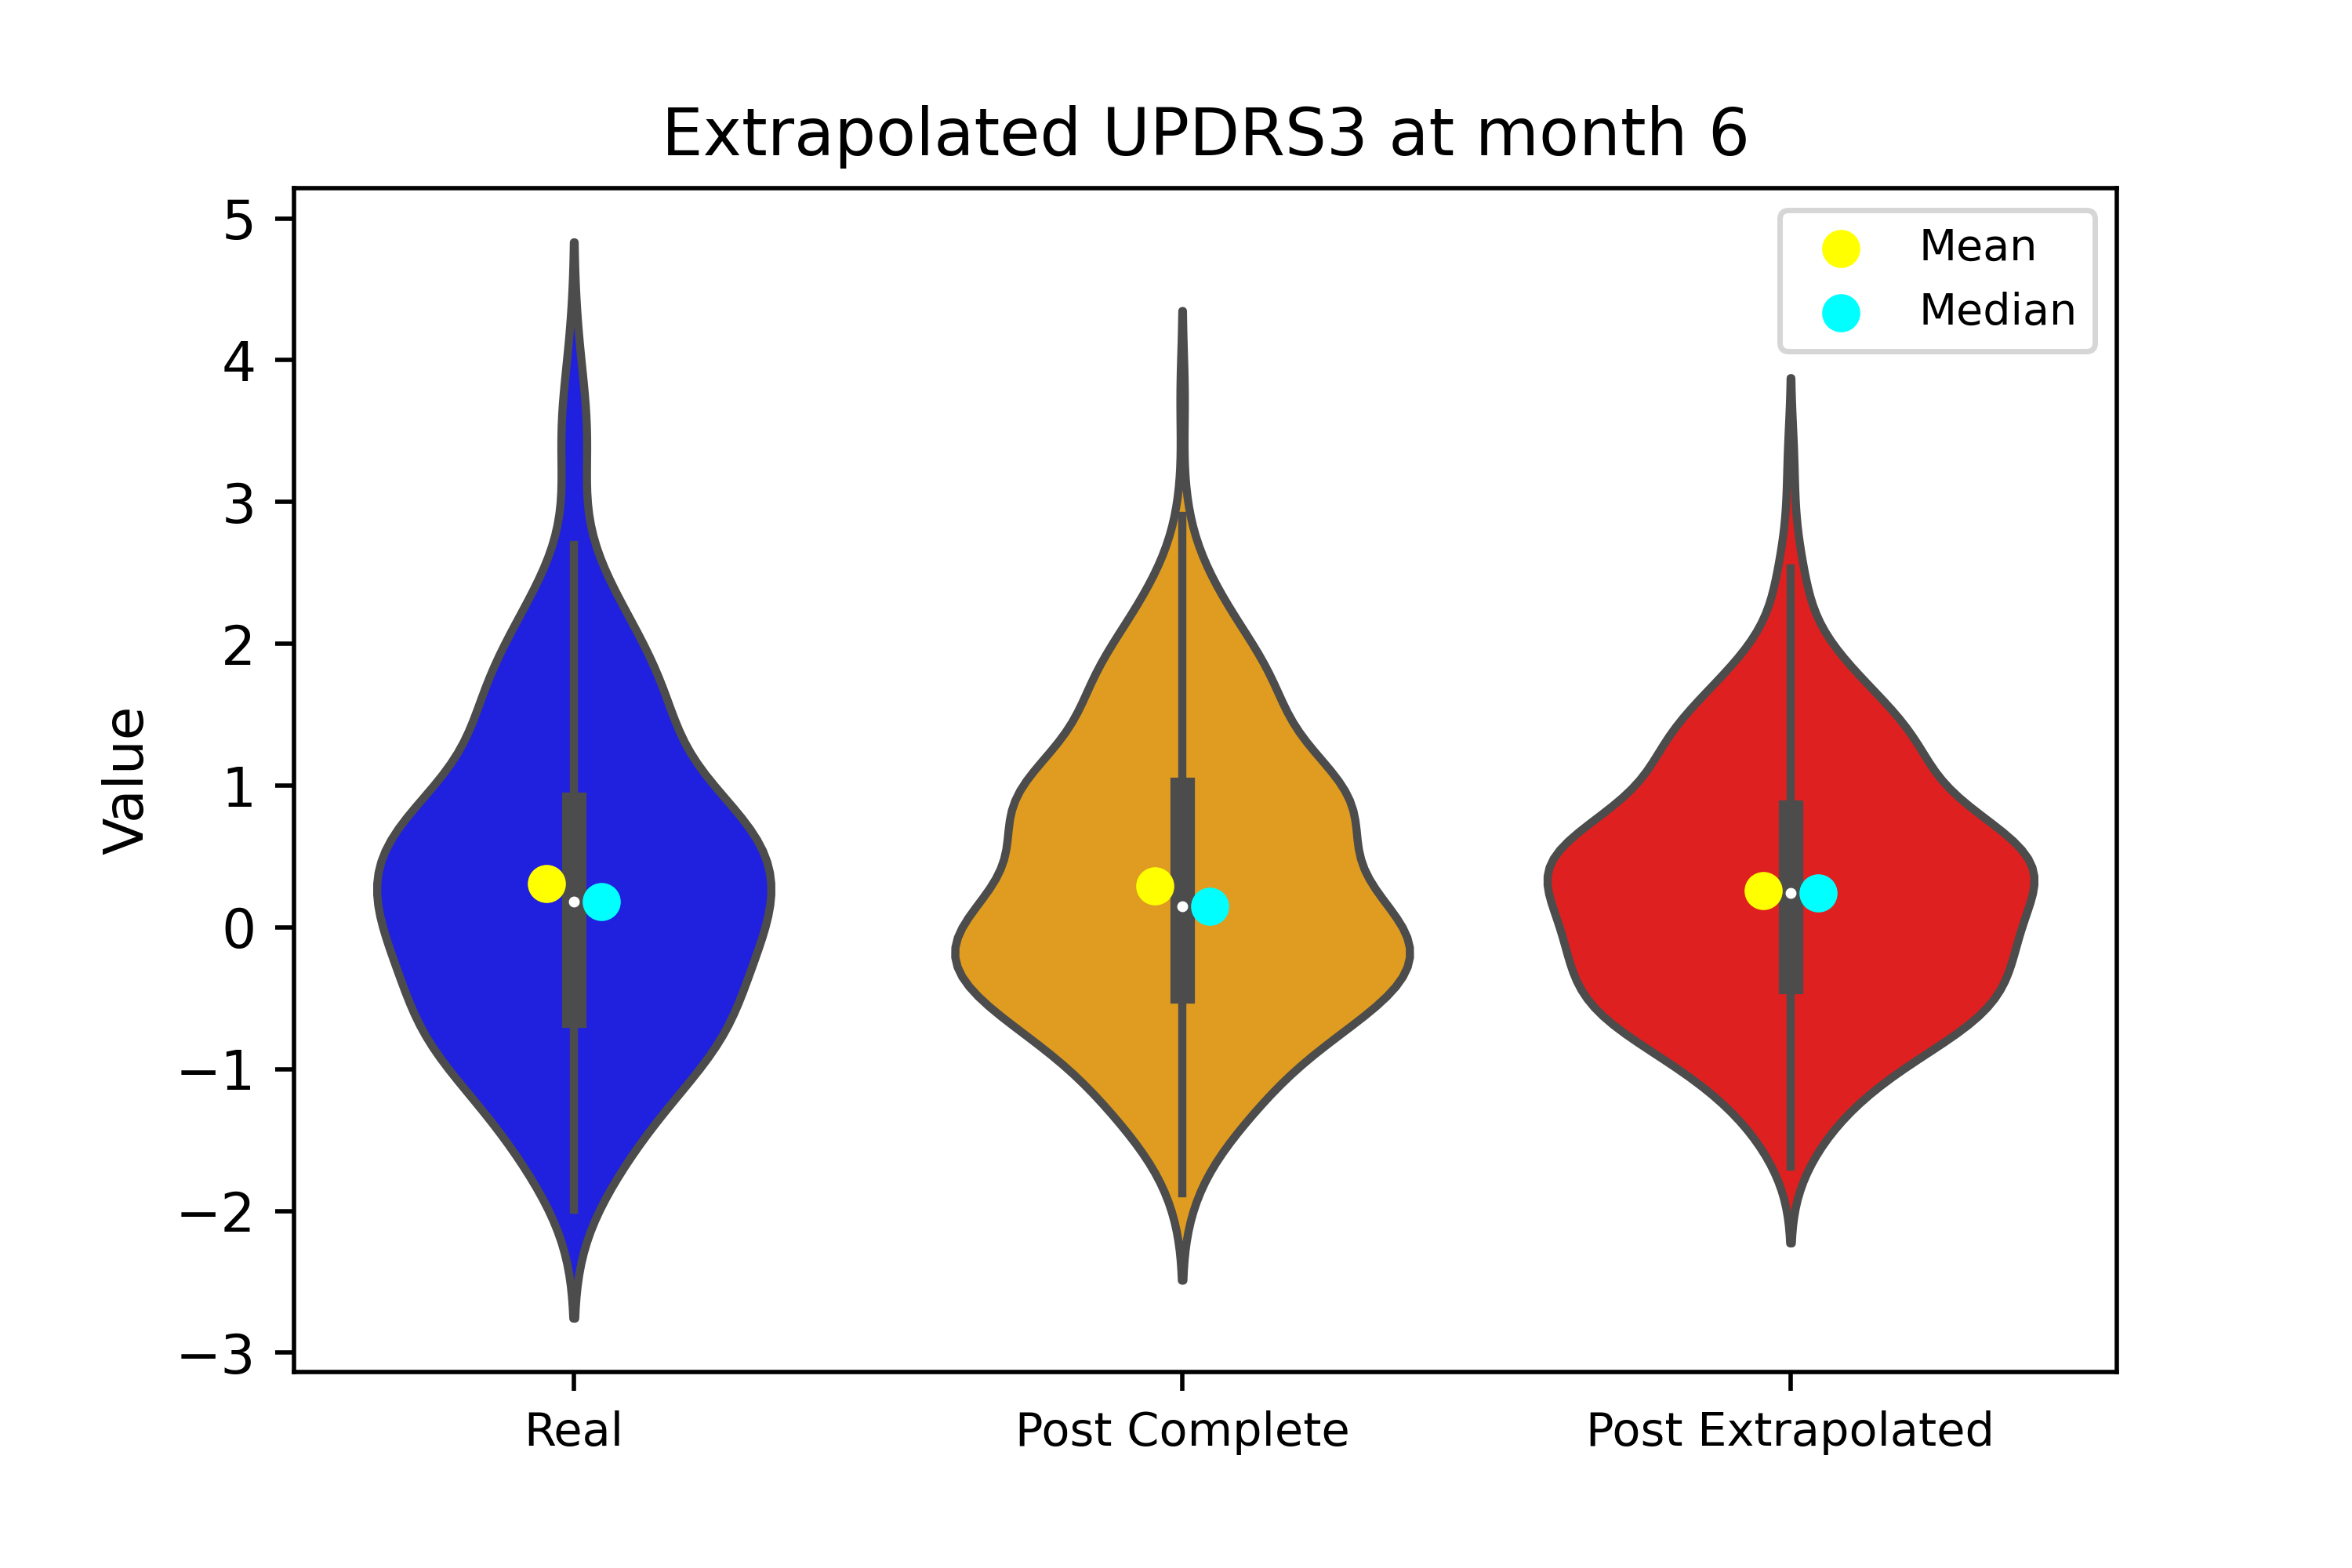 Extrapolated UPDRS3 at month 6
Mean
Median
Value
5
4
3
2
1
0
−1
−2
−3
Real
Post Complete
Post Extrapolated